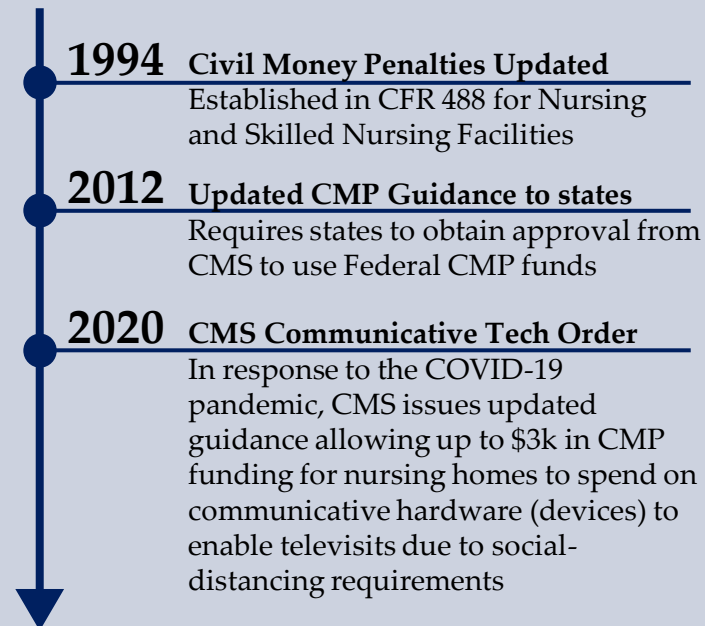 1994 Civil Money Penalties Updated
Established in CFR 488 for Nursing
and Skilled Nursing Facilities
2012 Updated CMP Guidance to states
Requires states to obtain approval from
CMS to use Federal CMP funds
2020 CMS Communicative Tech Order
In response to the COVID-19
pandemic, CMS issues updated
guidance allowing up to $3k in CMP
funding for nursing homes to spend on
communicative hardware (devices) to
enable televisits due to social-
distancing requirements